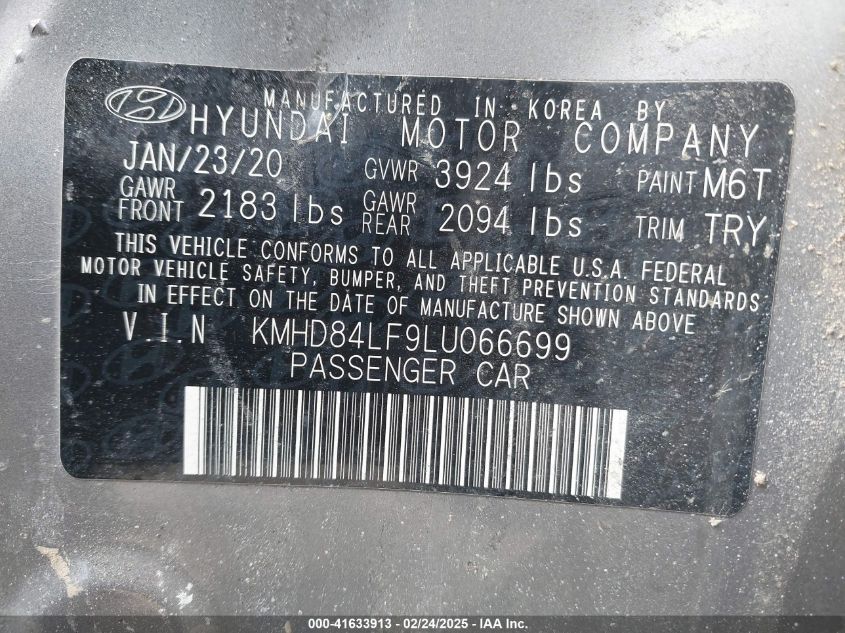 MANUFACTURED IN KOREA BY
HYUNDAI MOTOR COMPANY
JAN/23/20 GVWR 3924 lbs PAINT M6T
GAWR FRONT 2183 lbs GAWR REAR 2094 lbs TRIM TRY
THIS VEHICLE CONFORMS TO ALL APPLICABLE U.S.A. FEDERAL
MOTOR VEHICLE SAFETY, BUMPER, AND THEFT PREVENTION STANDARDS
IN EFFECT ON THE DATE OF MANUFACTURE SHOWN ABOVE
V.I.N KMHD84LF9LU066699
PASSENGER CAR
000-41633913 - 02/24/2025 - IAAI.com